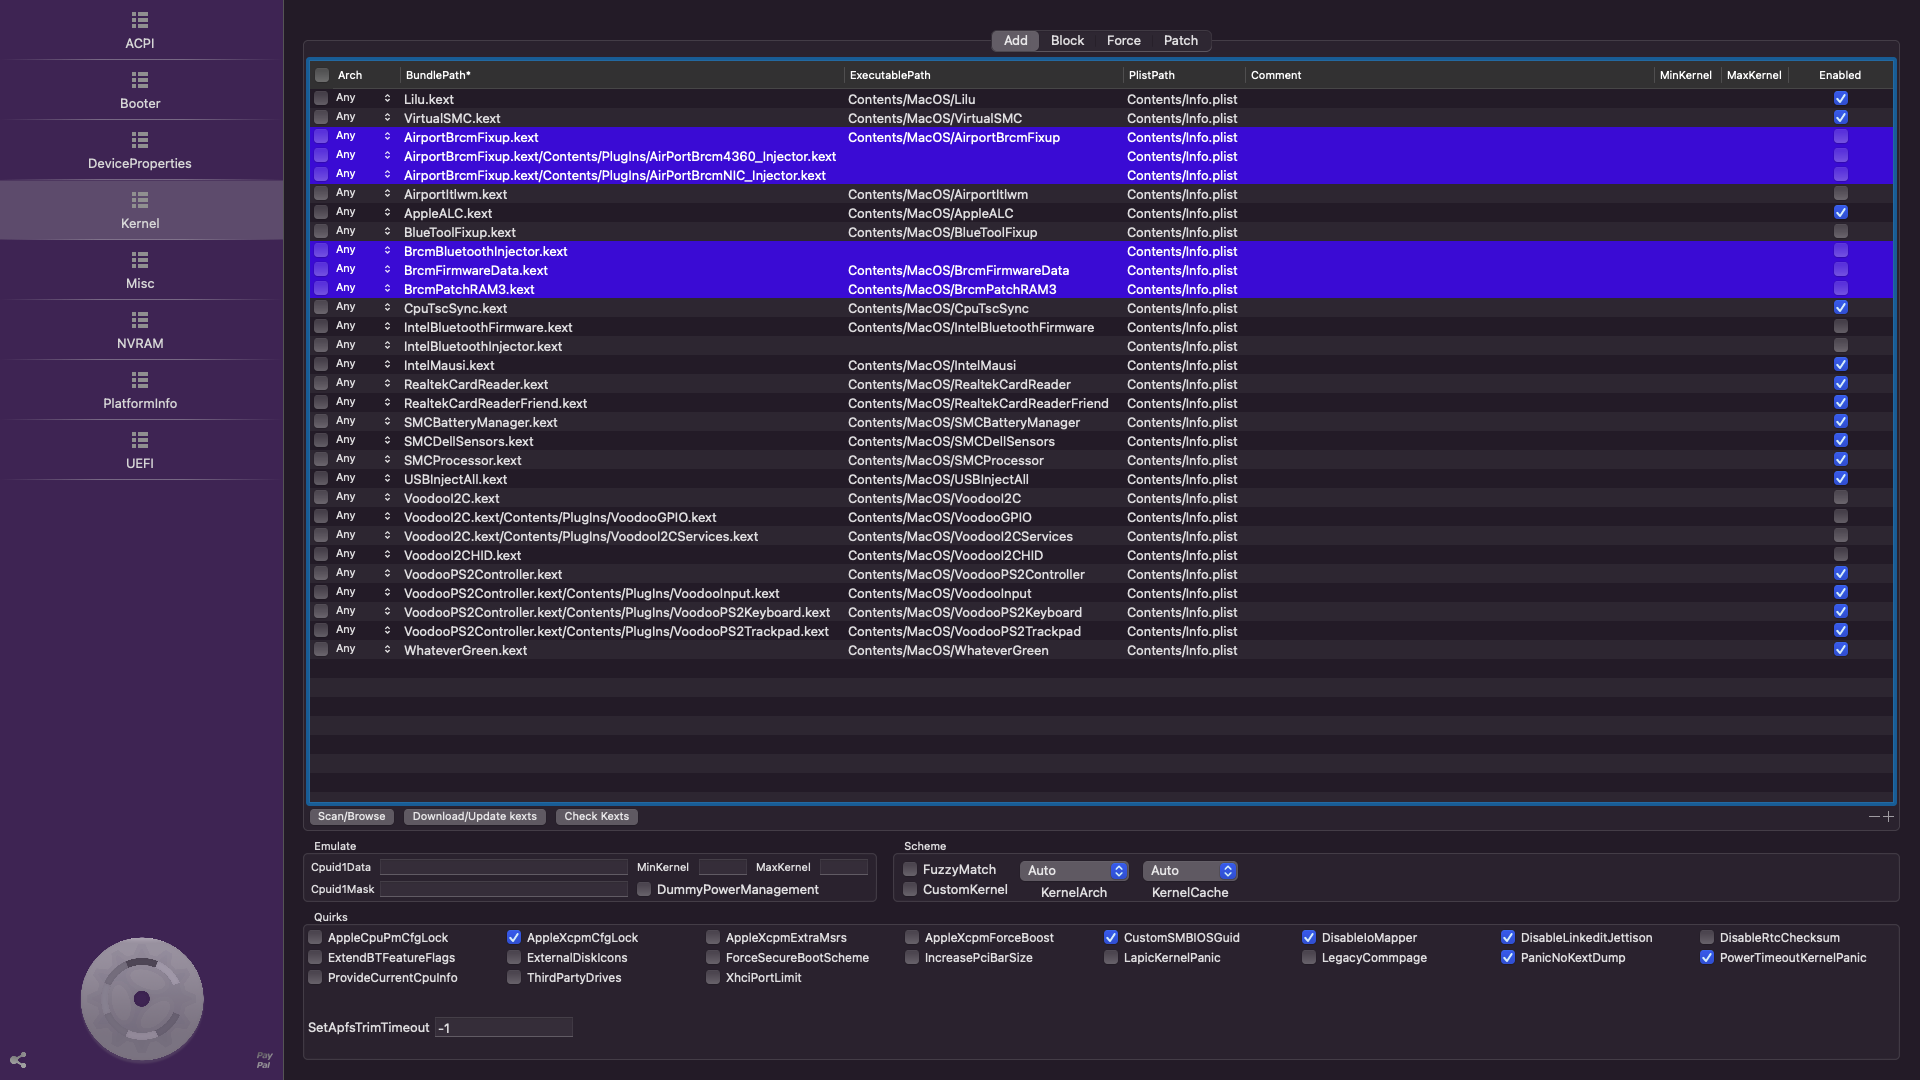 ACPI
Booter
DeviceProperties
Kernel
Misc
NVRAM
PlatformInfo
UEFI
Pay
Pal
Add Block Force Patch
Arch BundlePath* ExecutablePath PlistPath Comment MinKernel MaxKernel Enabled
Any Lilu.kext Contents/MacOS/Lilu Contents/Info.plist
Any VirtualSMC.kext Contents/MacOS/VirtualSMC Contents/Info.plist
Any AirportBrcmFixup.kext Contents/MacOS/AirportBrcmFixup Contents/Info.plist
Any AirportBrcmFixup.kext/Contents/PlugIns/AirPortBrcm4360_Injector.kext Contents/Info.plist
Any AirportBrcmFixup.kext/Contents/PlugIns/AirPortBrcmNIC_Injector.kext Contents/Info.plist
Any AirportItlwm.kext Contents/MacOS/AirportItlwm Contents/Info.plist
Any AppleALC.kext Contents/MacOS/AppleALC Contents/Info.plist
Any BlueToolFixup.kext Contents/MacOS/BlueToolFixup Contents/Info.plist
Any BrcmBluetoothInjector.kext Contents/Info.plist
Any BrcmFirmwareData.kext Contents/MacOS/BrcmFirmwareData Contents/Info.plist
Any BrcmPatchRAM3.kext Contents/MacOS/BrcmPatchRAM3 Contents/Info.plist
Any CpuTscSync.kext Contents/MacOS/CpuTscSync Contents/Info.plist
Any IntelBluetoothFirmware.kext Contents/MacOS/IntelBluetoothFirmware Contents/Info.plist
Any IntelBluetoothInjector.kext Contents/Info.plist
Any IntelMausi.kext Contents/MacOS/IntelMausi Contents/Info.plist
Any RealtekCardReader.kext Contents/MacOS/RealtekCardReader Contents/Info.plist
Any RealtekCardReaderFriend.kext Contents/MacOS/RealtekCardReaderFriend Contents/Info.plist
Any SMCBatteryManager.kext Contents/MacOS/SMCBatteryManager Contents/Info.plist
Any SMCDellSensors.kext Contents/MacOS/SMCDellSensors Contents/Info.plist
Any SMCProcessor.kext Contents/MacOS/SMCProcessor Contents/Info.plist
Any USBInjectAll.kext Contents/MacOS/USBInjectAll Contents/Info.plist
Any VoodooI2C.kext Contents/MacOS/VoodooI2C Contents/Info.plist
Any VoodooI2C.kext/Contents/PlugIns/VoodooGPIO.kext Contents/MacOS/VoodooGPIO Contents/Info.plist
Any VoodooI2C.kext/Contents/PlugIns/VoodooI2CServices.kext Contents/MacOS/VoodooI2CServices Contents/Info.plist
Any VoodooI2CHID.kext Contents/MacOS/VoodooI2CHID Contents/Info.plist
Any VoodooPS2Controller.kext Contents/MacOS/VoodooPS2Controller Contents/Info.plist
Any VoodooPS2Controller.kext/Contents/PlugIns/VoodooInput.kext Contents/MacOS/VoodooInput Contents/Info.plist
Any VoodooPS2Controller.kext/Contents/PlugIns/VoodooPS2Keyboard.kext Contents/MacOS/VoodooPS2Keyboard Contents/Info.plist
Any VoodooPS2Controller.kext/Contents/PlugIns/VoodooPS2Trackpad.kext Contents/MacOS/VoodooPS2Trackpad Contents/Info.plist
Any WhateverGreen.kext Contents/MacOS/WhateverGreen Contents/Info.plist
Scan/Browse Download/Update kexts Check Kexts
Emulate
Cpuid1Data MinKernel MaxKernel
Cpuid1Mask DummyPowerManagement
Scheme
FuzzyMatch Auto Auto
CustomKernel KernelArch KernelCache
Quirks
AppleCpuPmCfgLock AppleXcpmCfgLock AppleXcpmExtraMsrs AppleXcpmForceBoost CustomSMBIOSGuid DisableIoMapper DisableLinkeditJettison DisableRtcChecksum
ExtendBTFeatureFlags ExternalDiskIcons ForceSecureBootScheme IncreasePciBarSize LapicKernelPanic LegacyCommpage PanicNoKextDump PowerTimeoutKernelPanic
ProvideCurrentCpuInfo ThirdPartyDrives XhciPortLimit
SetApfsTrimTimeout -1